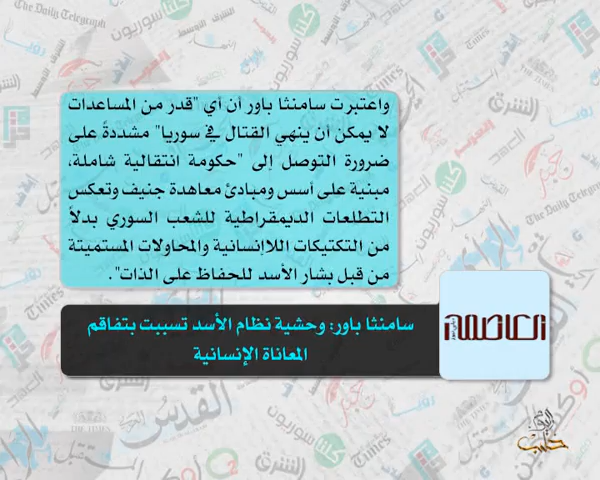 واعتبرت سامنثا باور أن أي "قدر من المساعدات
لا يمكن أن ينهي القتال في سوريا" مشددةً على
ضرورة التوصل إلى "حكومة انتقالية شاملة،
مبنية على أسس ومبادئ معاهدة جنيف وتعكس
التطلعات الديمقراطية للشعب السوري بدلاً
من التكتيكات اللاإنسانية والمحاولات المستميتة
من قبل بشار الأسد للحفاظ على الذات".
العاصمة
سامنثا باور: وحشية نظام الأسد تسببت بتفاقم
المعاناة الإنسانية
حلب اليوم